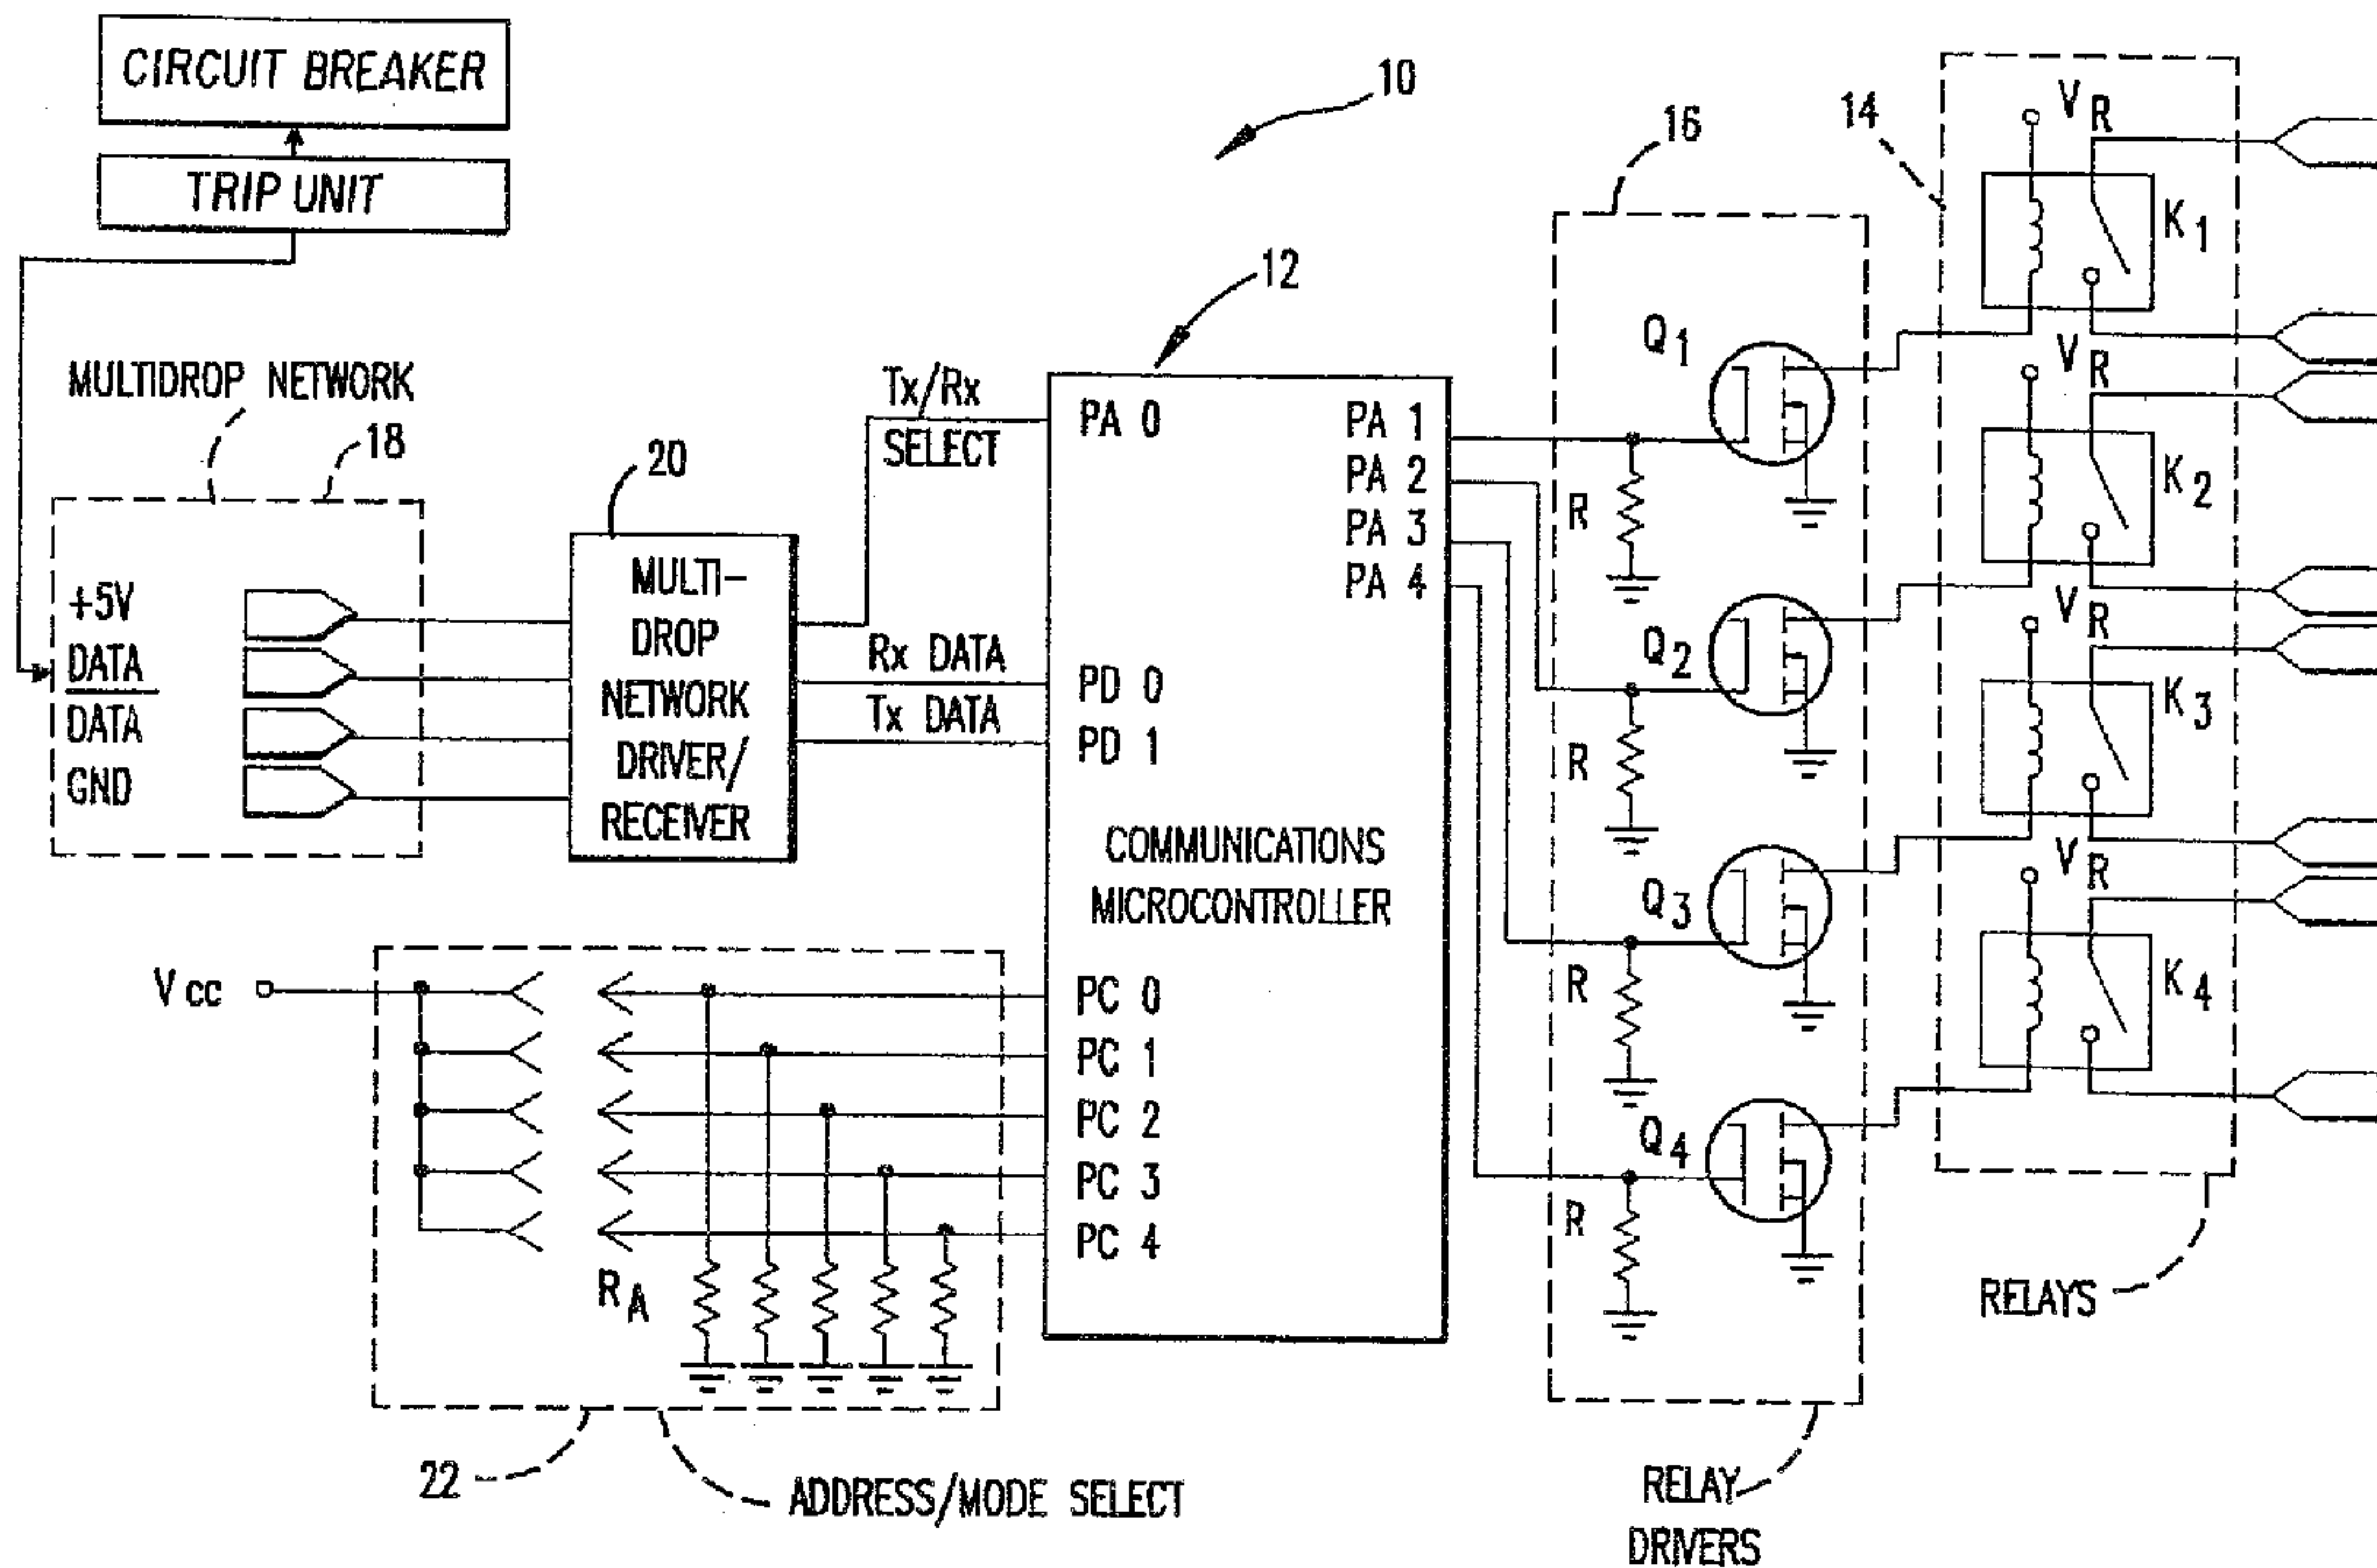 CIRCUIT BREAKER
TRIP UNIT
10
12
14
16
MULTIDROP NETWORK
18
+5V
DATA
DATA
GND
20
MULTI-
DROP
NETWORK
DRIVER/
RECEIVER
Tx/Rx
SELECT
Rx DATA
Tx DATA
PA 0
PD 0
PD 1
PA 1
PA 2
PA 3
PA 4
COMMUNICATIONS
MICROCONTROLLER
PC 0
PC 1
PC 2
PC 3
PC 4
Vcc
RA
22
ADDRESS/MODE SELECT
Q1
R
Q2
R
Q3
R
Q4
R
RELAY
DRIVERS
VR
K1
VR
K2
VR
K3
VR
K4
RELAYS